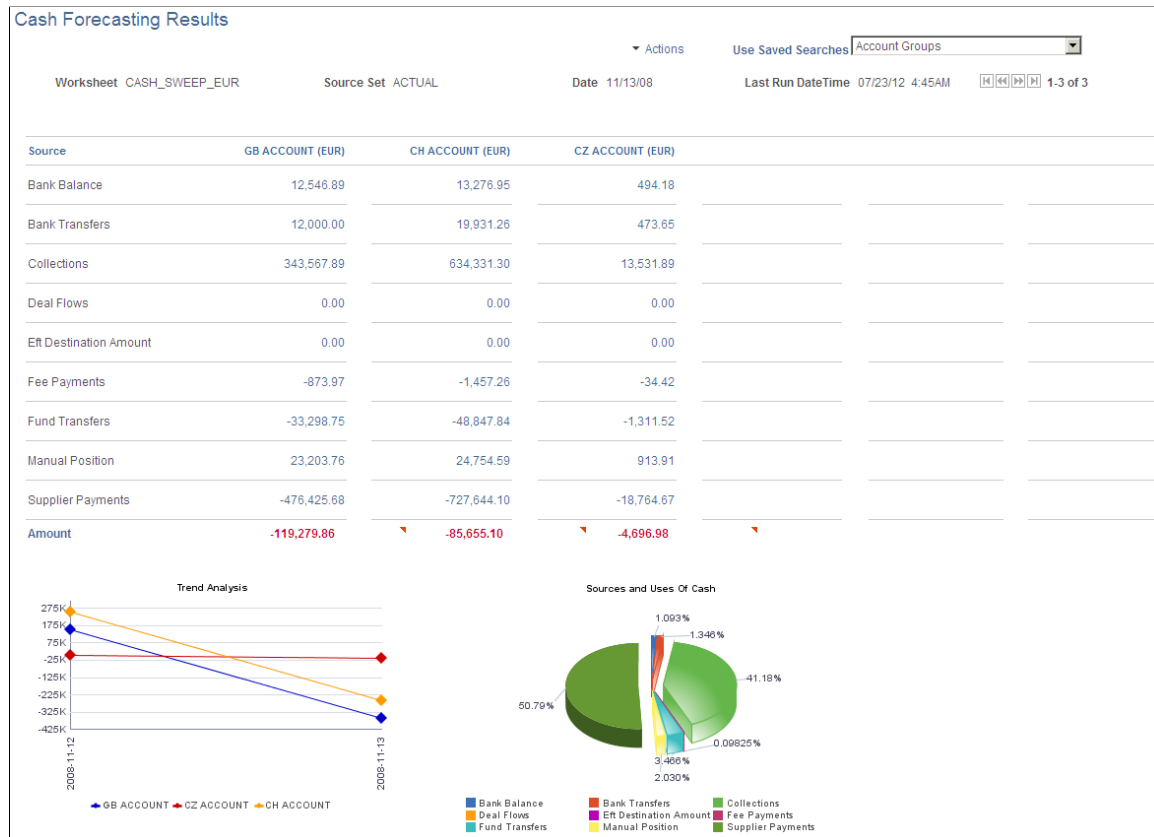 Cash Forecasting Results
Actions Use Saved Searches Account Groups
Worksheet CASH_SWEEP_EUR Source Set ACTUAL Date 11/13/08 Last Run DateTime 07/23/12 4:45AM 1-3 of 3
Source GB ACCOUNT (EUR) CH ACCOUNT (EUR) CZ ACCOUNT (EUR)
Bank Balance 12,546.89 13,276.95 494.18
Bank Transfers 12,000.00 19,931.26 473.65
Collections 343,567.89 634,331.30 13,531.89
Deal Flows 0.00 0.00 0.00
Eft Destination Amount 0.00 0.00 0.00
Fee Payments -873.97 -1,457.26 -34.42
Fund Transfers -33,298.75 -48,847.84 -1,311.52
Manual Position 23,203.76 24,754.59 913.91
Supplier Payments -476,425.68 -727,644.10 -18,764.67
Amount -119,279.86 -85,655.10 -4,696.98
Trend Analysis
275K
175K
75K
-25K
-125K
-225K
-325K
-425K
2008-11-12
2008-11-13
GB ACCOUNT CZ ACCOUNT CH ACCOUNT
Sources and Uses Of Cash
1.093%
1.346%
41.18%
50.79%
0.09825%
3.466%
2.030%
Bank Balance Bank Transfers Collections
Deal Flows Eft Destination Amount Fee Payments
Fund Transfers Manual Position Supplier Payments